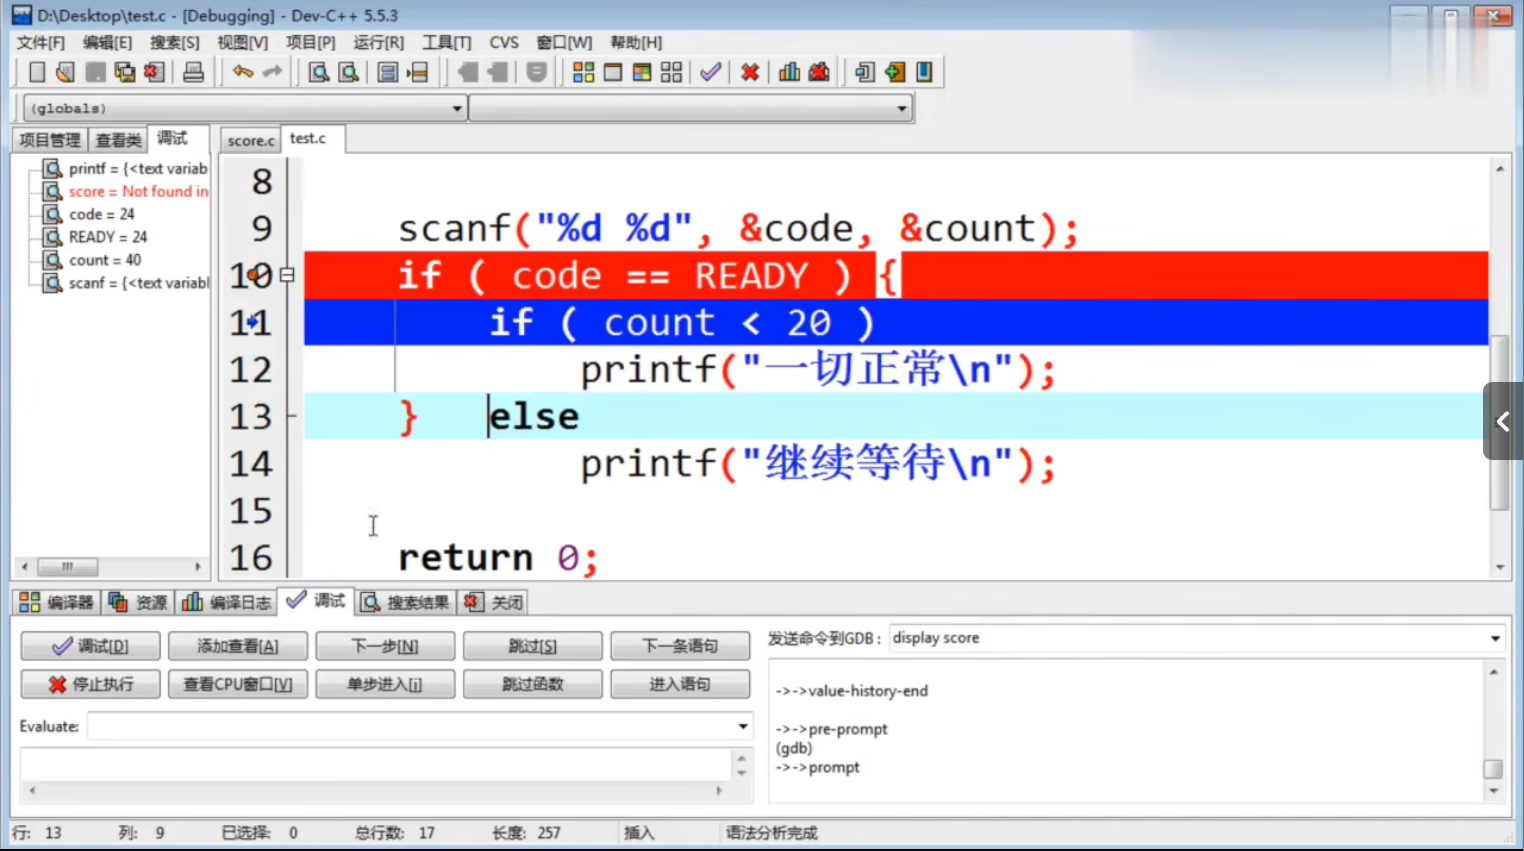 D:\Desktop\test.c - [Debugging] - Dev-C++ 5.5.3
文件[F] 编辑[E] 搜索[S] 视图[V] 项目[P] 运行[R] 工具[T] CVS 窗口[W] 帮助[H]
(globals)
项目管理 查看类 调试
score.c test.c
printf = {<text variab
score = Not found in
code = 24
READY = 24
count = 40
scanf = {<text variabl
8
9 scanf("%d %d", &code, &count);
10 if ( code == READY ) {
11 if ( count < 20 )
12 printf("一切正常\n");
13 } else
14 printf("继续等待\n");
15
16 return 0;
编译器 资源 编译日志 调试 搜索结果 关闭
调试[D] 添加查看[A] 下一步[N] 跳过[S] 下一条语句
停止执行 查看CPU窗口[V] 单步进入[i] 跳过函数 进入语句
Evaluate:
发送命令到GDB: display score
->->value-history-end
->->pre-prompt
(gdb)
->->prompt
行: 13 列: 9 已选择: 0 总行数: 17 长度: 257 插入 语法分析完成